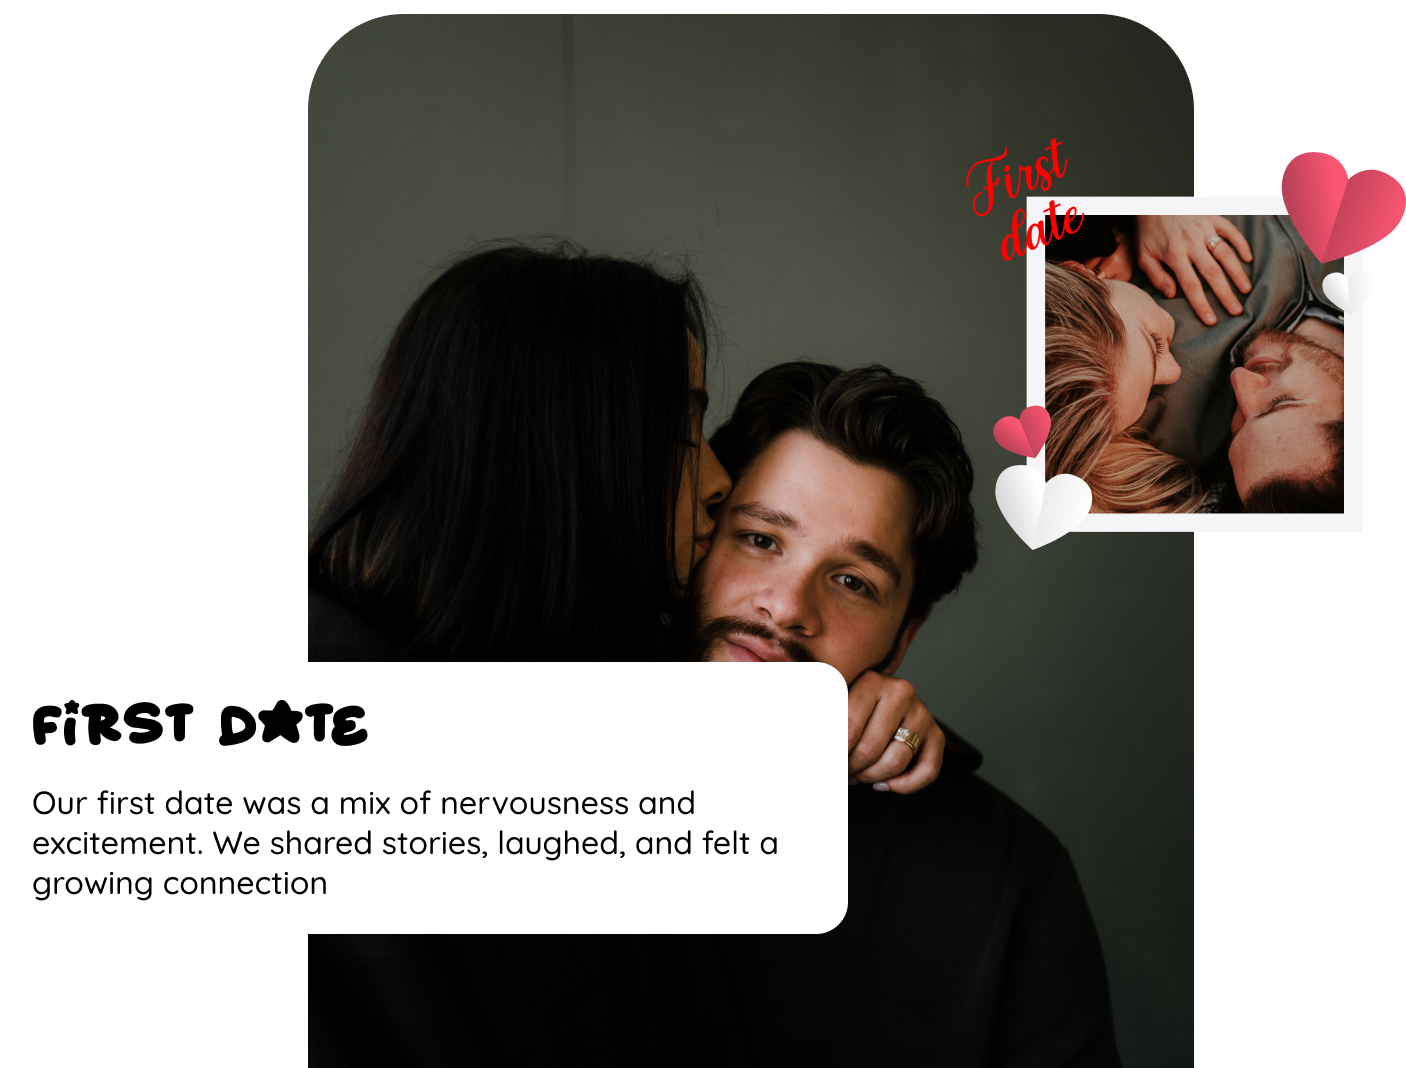 First
date
FiRST DATE
Our first date was a mix of nervousness and
excitement. We shared stories, laughed, and felt a
growing connection